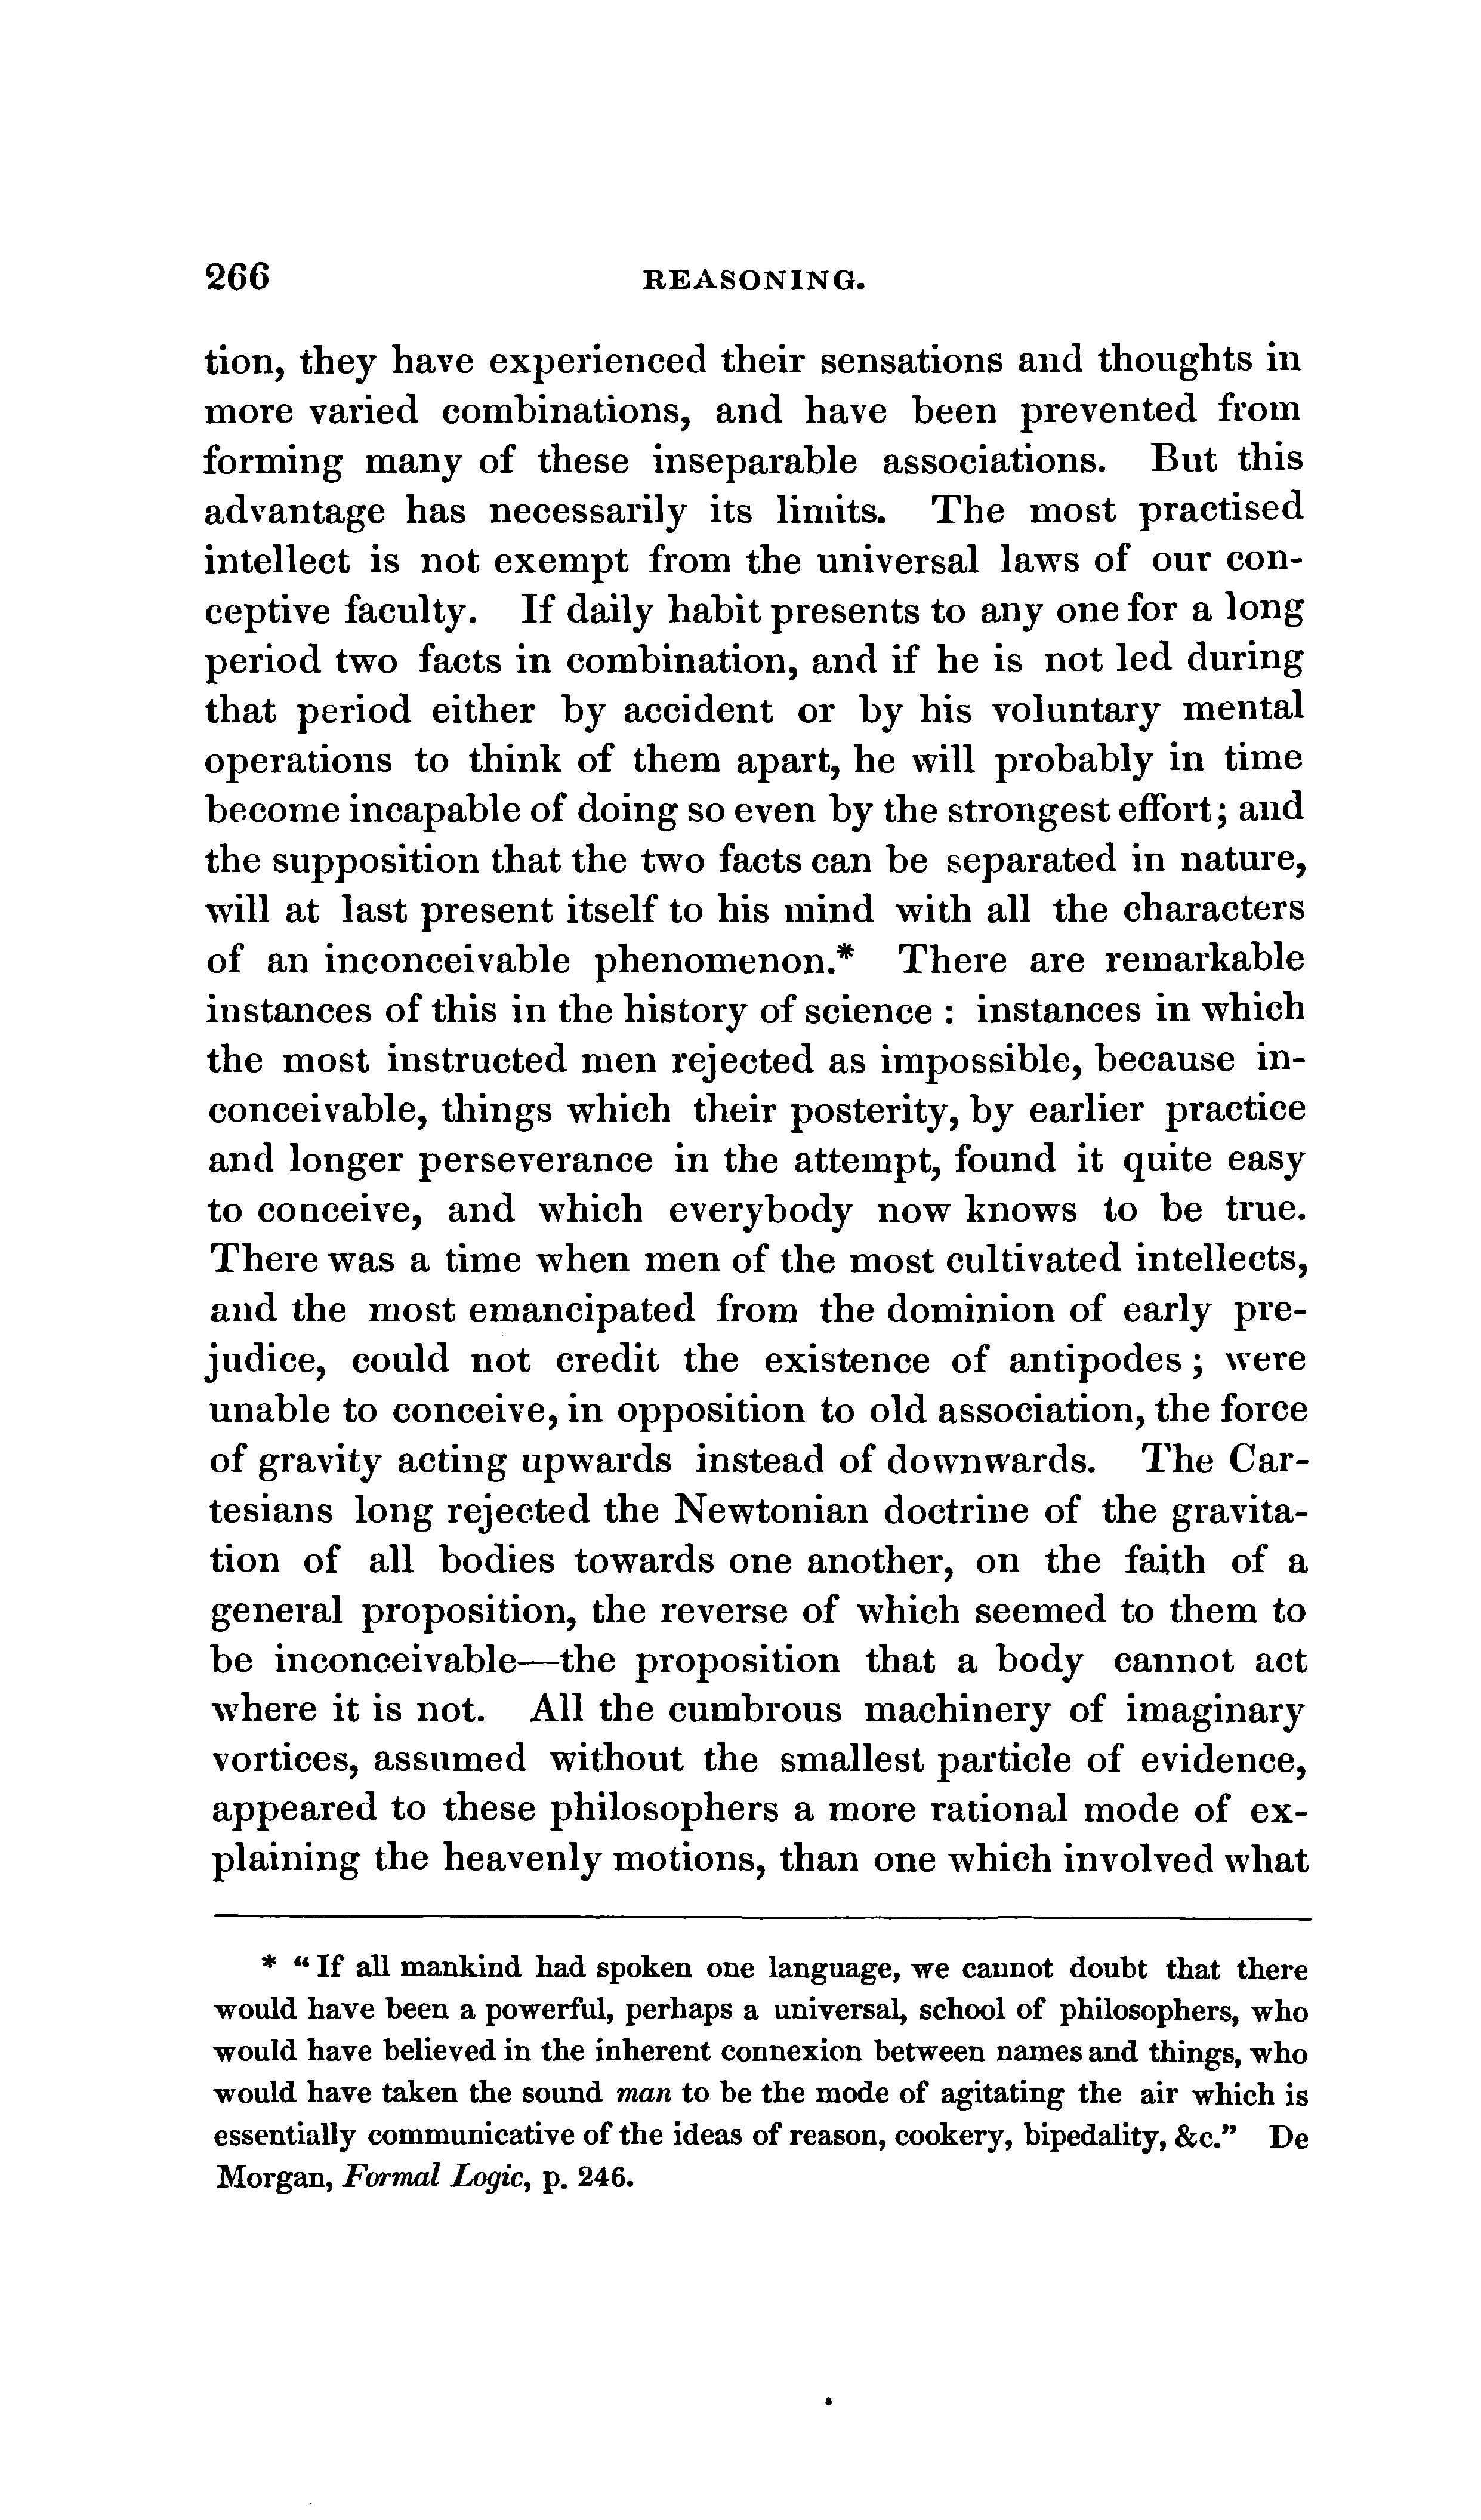 266 REASONING.
tion, they have experienced their sensations and thoughts in
more varied combinations, and have been prevented from
forming many of these inseparable associations. But this
advantage has necessarily its limits. The most practised
intellect is not exempt from the universal laws of our con-
ceptive faculty. If daily habit presents to any one for a long
period two facts in combination, and if he is not led during
that period either by accident or by his voluntary mental
operations to think of them apart, he will probably in time
become incapable of doing so even by the strongest effort; and
the supposition that the two facts can be separated in nature,
will at last present itself to his mind with all the characters
of an inconceivable phenomenon.* There are remarkable
instances of this in the history of science : instances in which
the most instructed men rejected as impossible, because in-
conceivable, things which their posterity, by earlier practice
and longer perseverance in the attempt, found it quite easy
to conceive, and which everybody now knows to be true.
There was a time when men of the most cultivated intellects,
and the most emancipated from the dominion of early pre-
judice, could not credit the existence of antipodes ; were
unable to conceive, in opposition to old association, the force
of gravity acting upwards instead of downwards. The Car-
tesians long rejected the Newtonian doctrine of the gravita-
tion of all bodies towards one another, on the faith of a
general proposition, the reverse of which seemed to them to
be inconceivable—the proposition that a body cannot act
where it is not. All the cumbrous machinery of imaginary
vortices, assumed without the smallest particle of evidence,
appeared to these philosophers a more rational mode of ex-
plaining the heavenly motions, than one which involved what
* “If all mankind had spoken one language, we cannot doubt that there
would have been a powerful, perhaps a universal, school of philosophers, who
would have believed in the inherent connexion between names and things, who
would have taken the sound man to be the mode of agitating the air which is
essentially communicative of the ideas of reason, cookery, bipedality, &c.” De
Morgan, Formal Logic, p. 246.